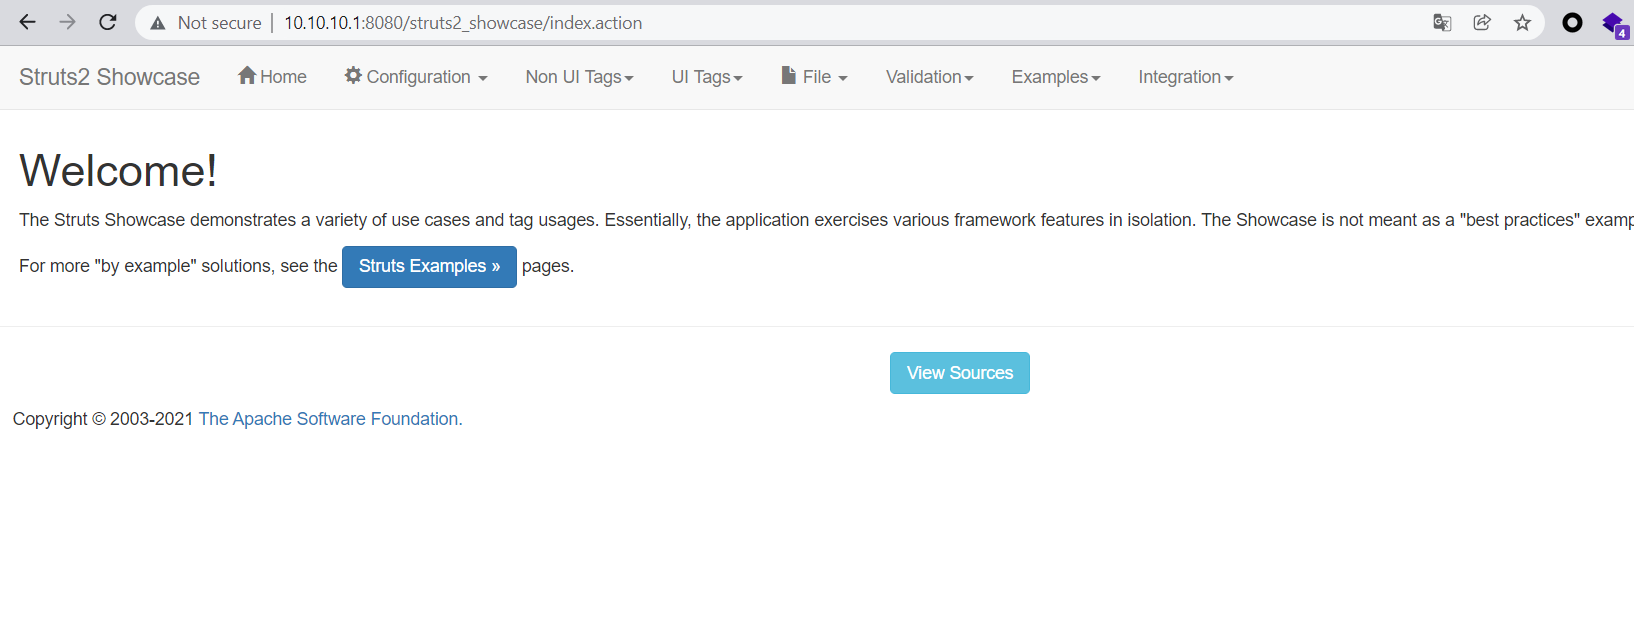 Not secure | 10.10.10.1:8080/struts2_showcase/index.action
4
Struts2 Showcase Home Configuration Non UI Tags UI Tags File Validation Examples Integration
Welcome!
The Struts Showcase demonstrates a variety of use cases and tag usages. Essentially, the application exercises various framework features in isolation. The Showcase is not meant as a "best practices"
For more "by example" solutions, see the Struts Examples » pages.
View Sources
Copyright © 2003-2021 The Apache Software Foundation.